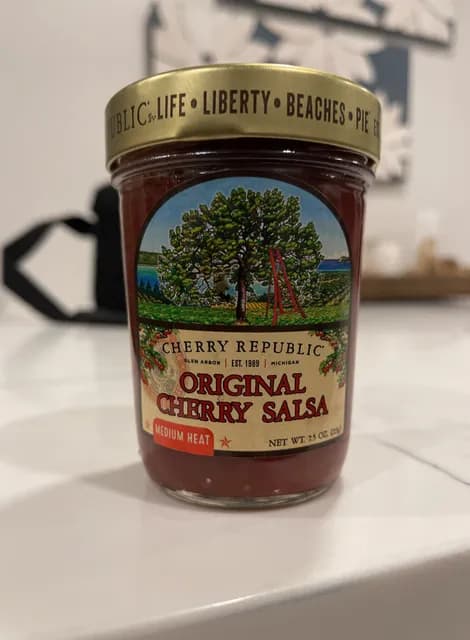 LIFE • LIBERTY • BEACHES • PIE
CHERRY REPUBLIC
GLEN ARBOR | EST. 1989 | MICHIGAN
ORIGINAL
CHERRY SALSA
MEDIUM HEAT
NET WT. 7.5 OZ.